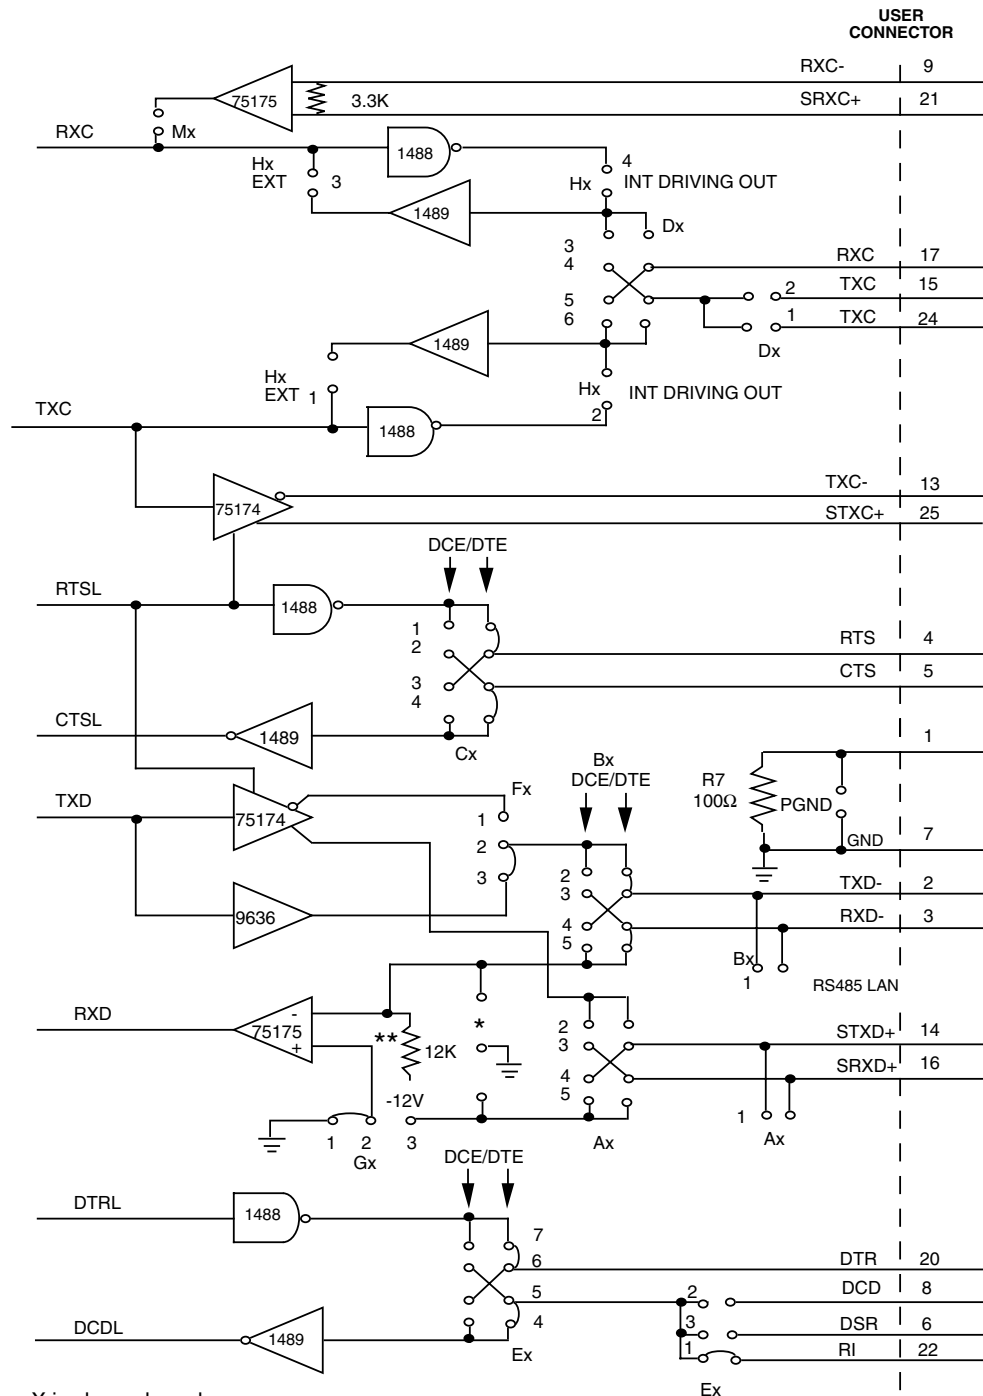 USER
CONNECTOR
RXC- 9
75175
3.3K
SRXC+ 21
RXC
Mx
1488
4
Hx
EXT 3
Hx INT DRIVING OUT
1489
Dx
3
4
RXC 17
TXC 15
2
5
6
1
TXC 24
1489
Dx
Hx
EXT 1
Hx INT DRIVING OUT
2
TXC
1488
TXC- 13
75174
STXC+ 25
DCE/DTE
RTSL
1488
1
2
RTS 4
CTS 5
3
4
CTSL
1489
Cx
1
Bx
DCE/DTE
R7
100Ω
PGND
Fx
TXD
75174
1
2
3
GND 7
2
3
TXD- 2
9636
RXD- 3
4
5
Bx
1
RS485 LAN
RXD
-
75175
+
**
12K
*
2
3
STXD+ 14
SRXD+ 16
4
5
-12V
1 2 3
Gx
Ax
1
Ax
DCE/DTE
DTRL
1488
7
6
DTR 20
5
2
DCD 8
4
3
DSR 6
DCDL
1489
1
RI 22
Ex
Ex